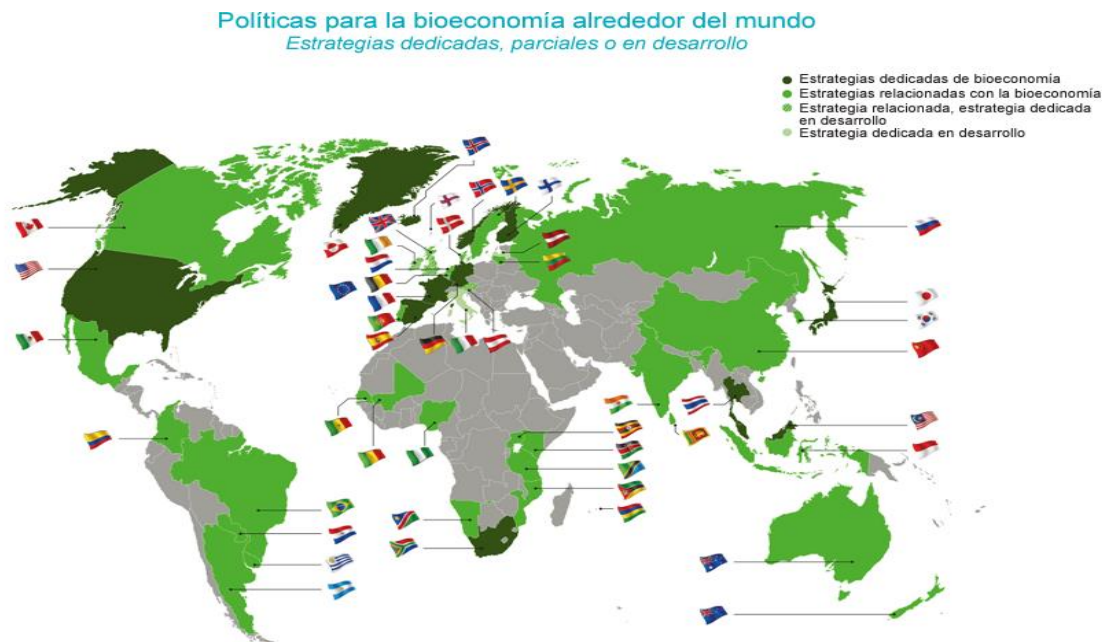 Políticas para la bioeconomía alrededor del mundo
Estrategias dedicadas, parciales o en desarrollo
Estrategias dedicadas de bioeconomía
Estrategias relacionadas con la bioeconomía
Estrategia relacionada, estrategia dedicada
en desarrollo
Estrategia dedicada en desarrollo